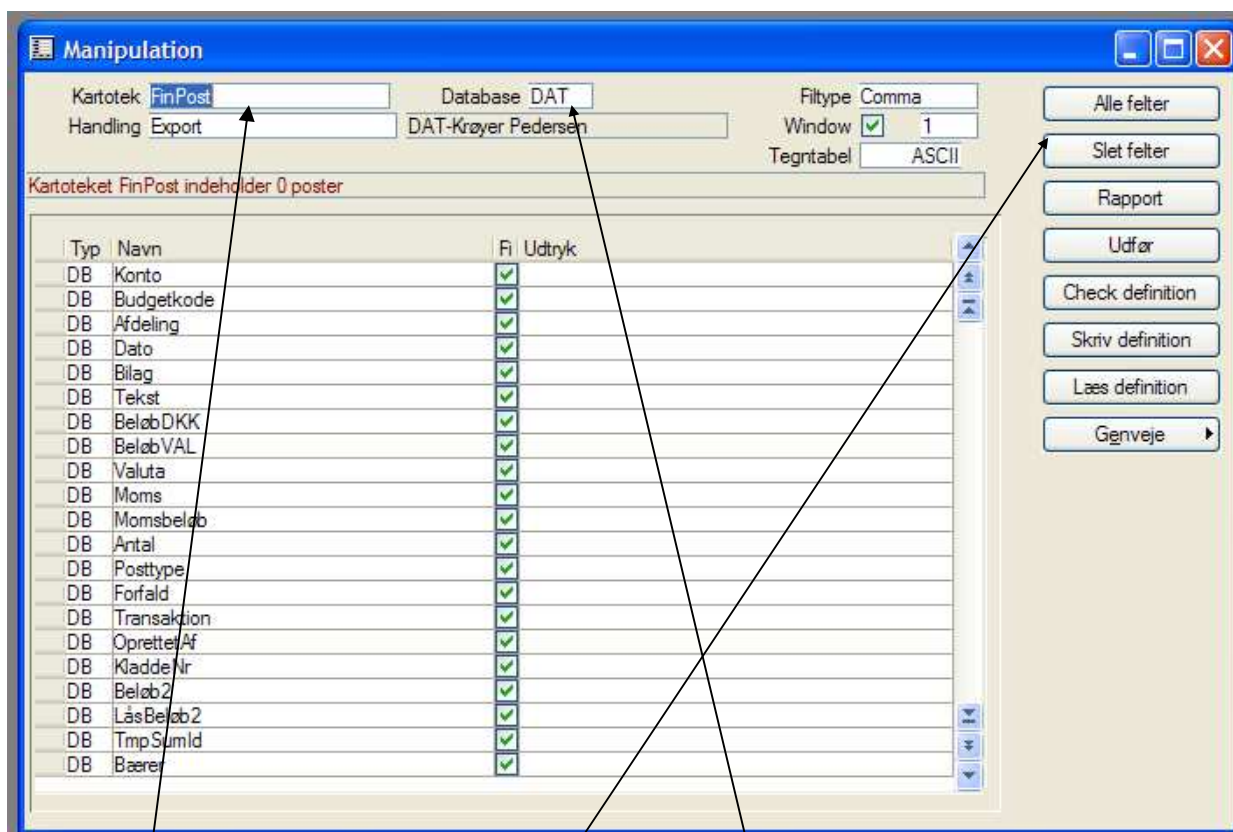 Manipulation
Kartotek FinPost Database DAT Filtype Comma
Handling Export DAT-Krøyer Pedersen Window 1
Tegntabel ASCII
Kartoteket FinPost indeholder 0 poster
Alle felter
Slet felter
Rapport
Udfør
Check definition
Skriv definition
Læs definition
Genveje
Typ Navn Fi Udtryk
DB Konto
DB Budgetkode
DB Afdeling
DB Dato
DB Bilag
DB Tekst
DB BeløbDKK
DB BeløbVAL
DB Valuta
DB Moms
DB Momsbeløb
DB Antal
DB Posttype
DB Forfald
DB Transaktion
DB OprettetAf
DB KladdeNr
DB Beløb2
DB LåsBeløb2
DB TmpSumId
DB Bærer